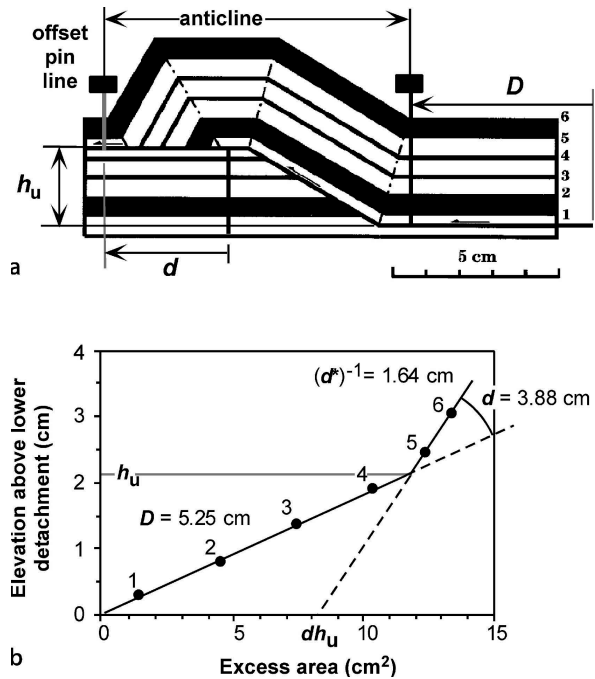 a
anticline
offset
pin
line
D
6
5
4
3
2
1
hu
d
5 cm
b
Elevation above lower
detachment (cm)
4
3
2
1
0
(d*)-1 = 1.64 cm
d = 3.88 cm
6
5
hu
4
D = 5.25 cm
3
2
1
0
5
dhu
10
15
Excess area (cm2)